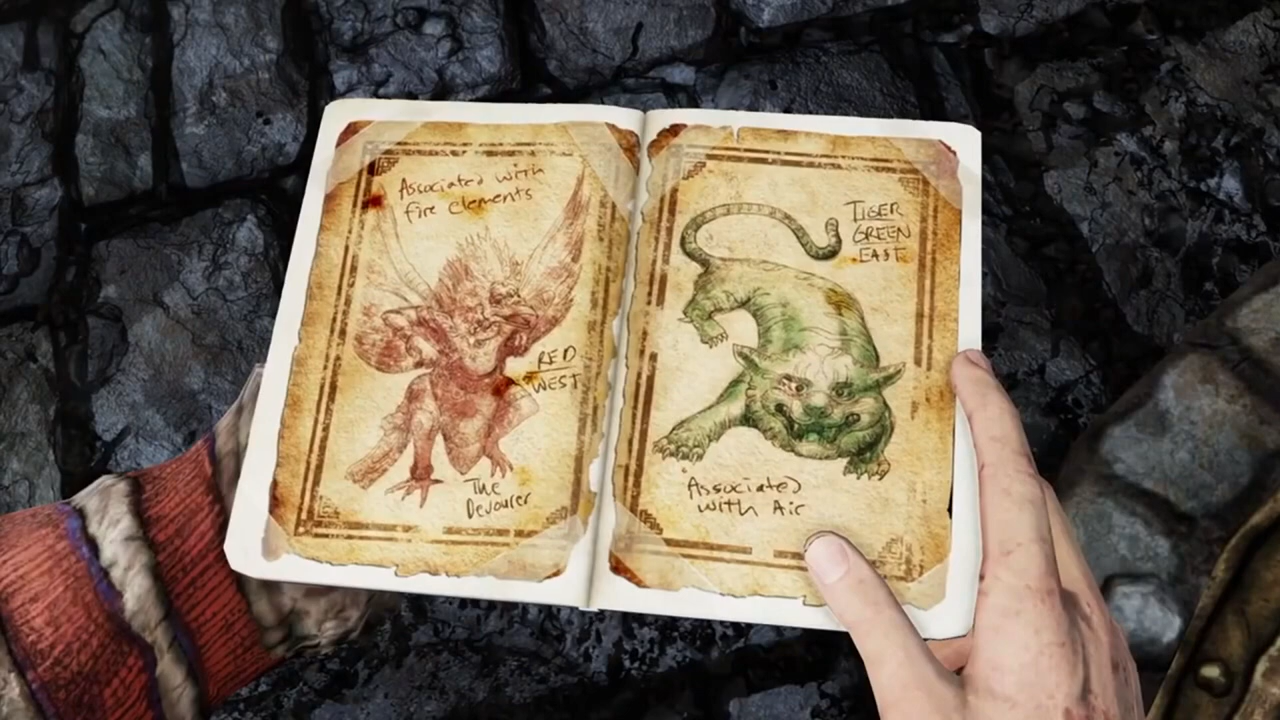 Associated with
fire elements
RED
WEST
The
Devourer
TIGER
GREEN
EAST
Associated
with Air